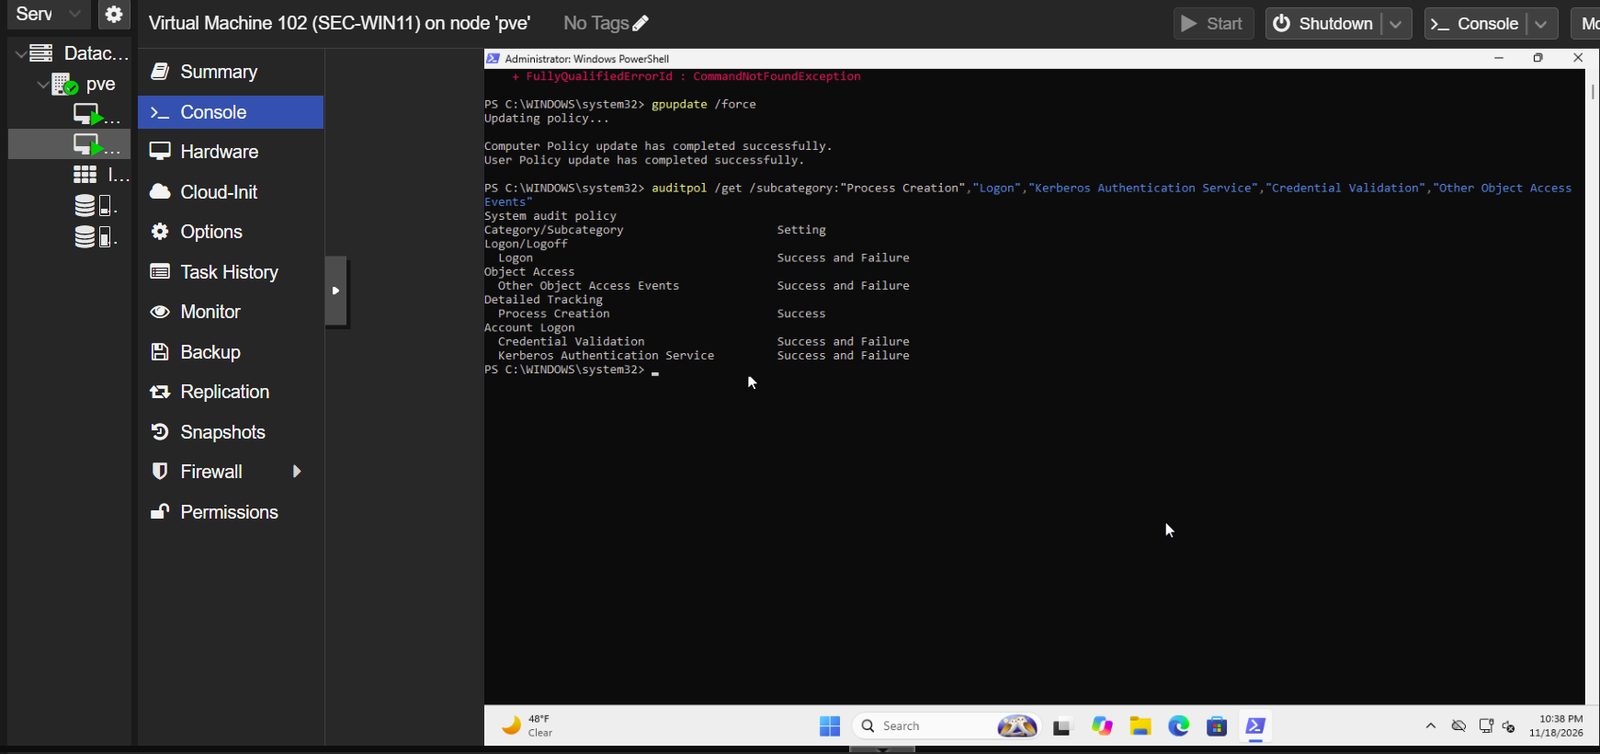 Serv
Virtual Machine 102 (SEC-WIN11) on node 'pve'
No Tags
Start
Shutdown
Console
Mo
Datac...
pve
...
...
l...
.
.
Summary
Console
Hardware
Cloud-Init
Options
Task History
Monitor
Backup
Replication
Snapshots
Firewall
Permissions
Administrator: Windows PowerShell
+ FullyQualifiedErrorId : CommandNotFoundException
PS C:\WINDOWS\system32> gpupdate /force
Updating policy...
Computer Policy update has completed successfully.
User Policy update has completed successfully.
PS C:\WINDOWS\system32> auditpol /get /subcategory:"Process Creation","Logon","Kerberos Authentication Service","Credential Validation","Other Object Access
Events"
System audit policy
Category/Subcategory Setting
Logon/Logoff
Logon Success and Failure
Object Access
Other Object Access Events Success and Failure
Detailed Tracking
Process Creation Success
Account Logon
Credential Validation Success and Failure
Kerberos Authentication Service Success and Failure
PS C:\WINDOWS\system32>
48°F
Clear
Search
10:38 PM
11/18/2026